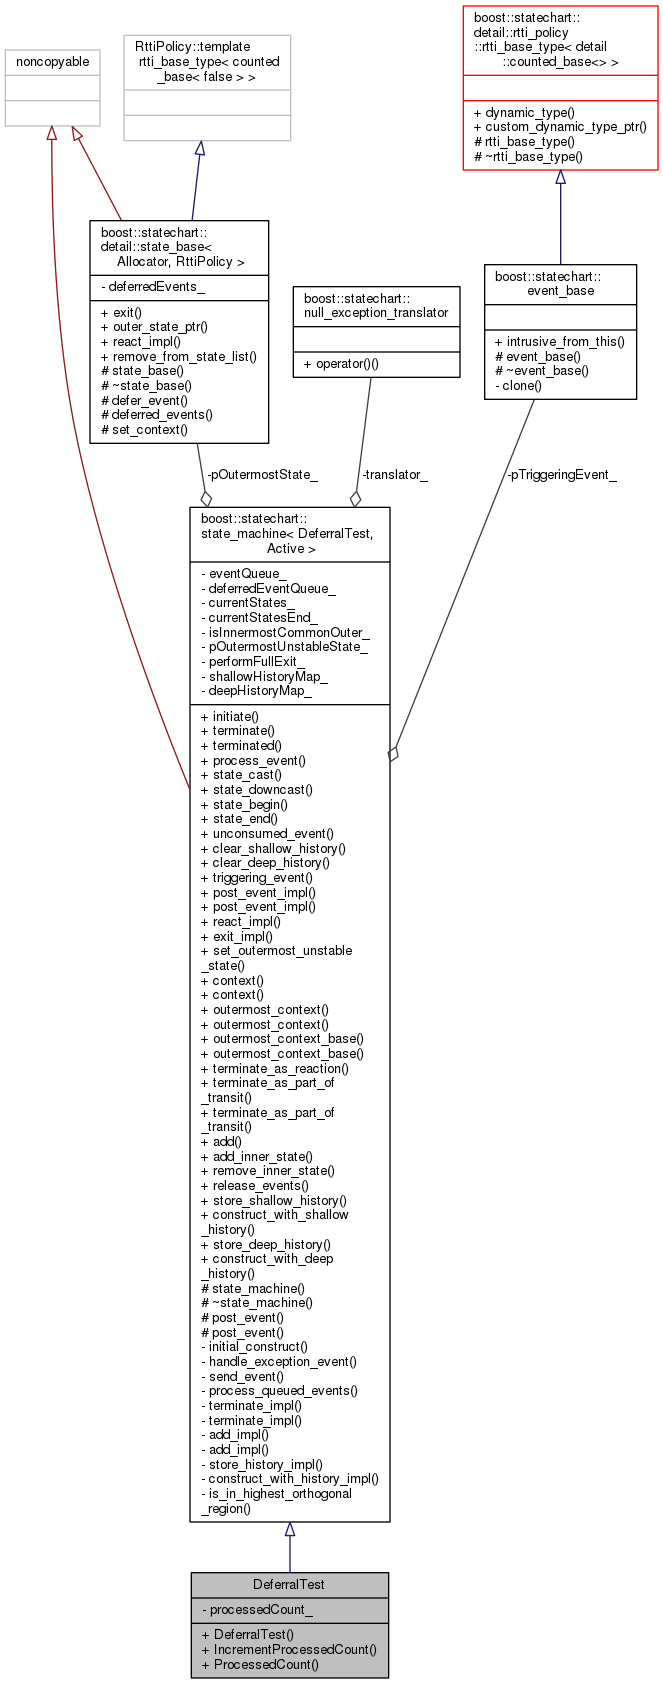 noncopyable
RttiPolicy::template
rtti_base_type< counted
_base< false > >
boost::statechart::
detail::rtti_policy
::rtti_base_type< detail
::counted_base<> >
+ dynamic_type()
+ custom_dynamic_type_ptr()
# rtti_base_type()
# ~rtti_base_type()
boost::statechart::
detail::state_base<
Allocator, RttiPolicy >
- deferredEvents_
+ exit()
+ outer_state_ptr()
+ react_impl()
+ remove_from_state_list()
# state_base()
# ~state_base()
# defer_event()
# deferred_events()
# set_context()
boost::statechart::
null_exception_translator
+ operator()()
boost::statechart::
event_base
+ intrusive_from_this()
# event_base()
# ~event_base()
- clone()
-pOutermostState_
-translator_
-pTriggeringEvent_
boost::statechart::
state_machine< DeferralTest,
Active >
- eventQueue_
- deferredEventQueue_
- currentStates_
- currentStatesEnd_
- isInnermostCommonOuter_
- pOutermostUnstableState_
- performFullExit_
- shallowHistoryMap_
- deepHistoryMap_
+ initiate()
+ terminate()
+ terminated()
+ process_event()
+ state_cast()
+ state_downcast()
+ state_begin()
+ state_end()
+ unconsumed_event()
+ clear_shallow_history()
+ clear_deep_history()
+ triggering_event()
+ post_event_impl()
+ post_event_impl()
+ react_impl()
+ exit_impl()
+ set_outermost_unstable
_state()
+ context()
+ context()
+ outermost_context()
+ outermost_context()
+ outermost_context_base()
+ outermost_context_base()
+ terminate_as_reaction()
+ terminate_as_part_of
_transit()
+ terminate_as_part_of
_transit()
+ add()
+ add_inner_state()
+ remove_inner_state()
+ release_events()
+ store_shallow_history()
+ construct_with_shallow
_history()
+ store_deep_history()
+ construct_with_deep
_history()
# state_machine()
# ~state_machine()
# post_event()
# post_event()
- initial_construct()
- handle_exception_event()
- send_event()
- process_queued_events()
- terminate_impl()
- terminate_impl()
- add_impl()
- add_impl()
- store_history_impl()
- construct_with_history_impl()
- is_in_highest_orthogonal
_region()
DeferralTest
- processedCount_
+ DeferralTest()
+ IncrementProcessedCount()
+ ProcessedCount()